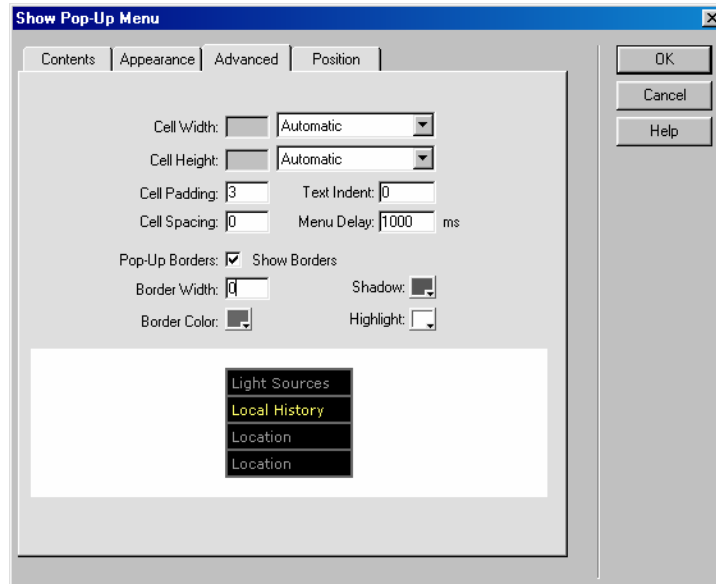 Show Pop-Up Menu
Contents Appearance Advanced Position
OK
Cancel
Help
Cell Width: Automatic
Cell Height: Automatic
Cell Padding: 3 Text Indent: 0
Cell Spacing: 0 Menu Delay: 1000 ms
Pop-Up Borders: Show Borders
Border Width: 0 Shadow:
Border Color: Highlight:
Light Sources
Local History
Location
Location